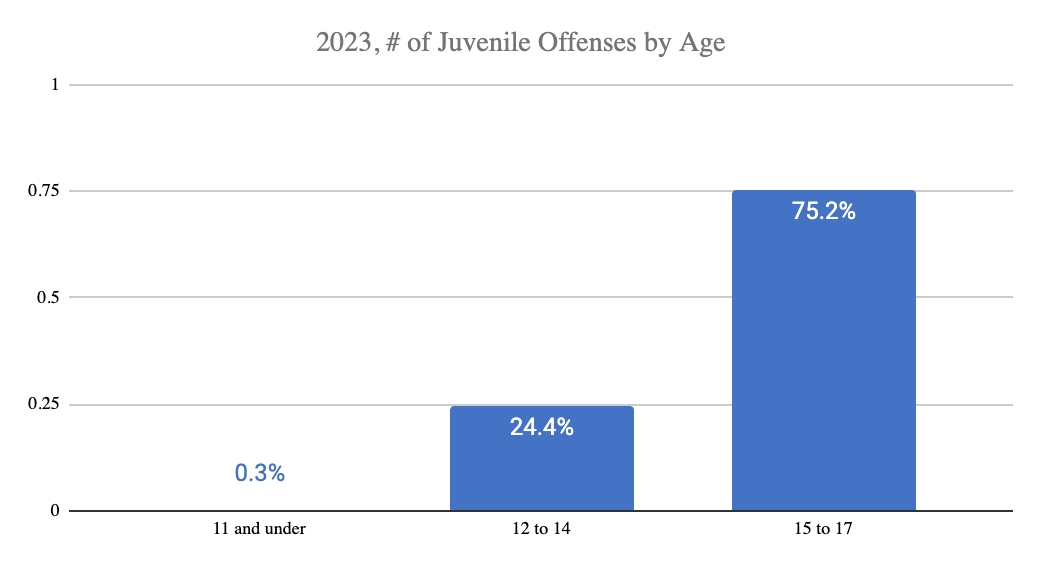 2023, # of Juvenile Offenses by Age
1
0.75
75.2%
0.5
0.25
24.4%
0.3%
0
11 and under
12 to 14
15 to 17